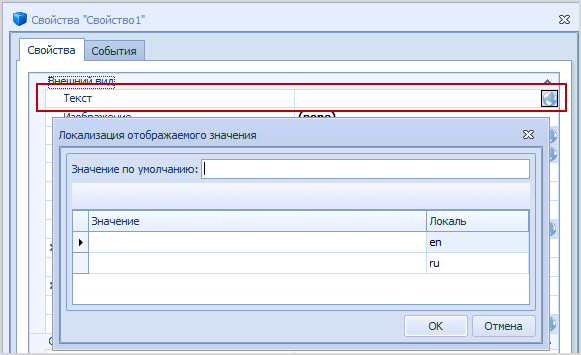 Свойства "Свойство1"
Свойства События
Внешний вид
Текст
Изображение (none)
Локализация отображаемого значения
Значение по умолчанию:
Значение Локаль
en
ru
OK Отмена